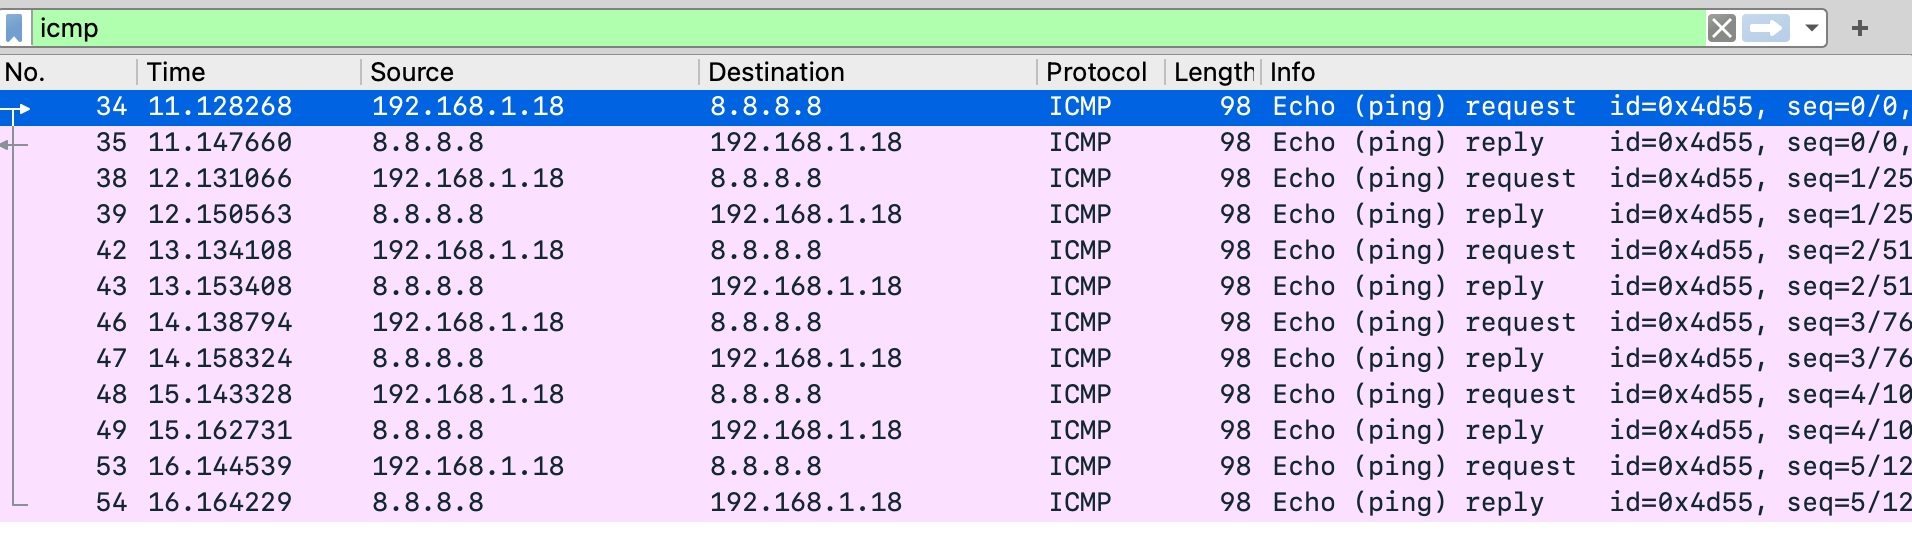 icmp
No. Time Source Destination Protocol Length Info
34 11.128268 192.168.1.18 8.8.8.8 ICMP 98 Echo (ping) request id=0x4d55, seq=0/0,
35 11.147660 8.8.8.8 192.168.1.18 ICMP 98 Echo (ping) reply id=0x4d55, seq=0/0,
38 12.131066 192.168.1.18 8.8.8.8 ICMP 98 Echo (ping) request id=0x4d55, seq=1/25
39 12.150563 8.8.8.8 192.168.1.18 ICMP 98 Echo (ping) reply id=0x4d55, seq=1/25
42 13.134108 192.168.1.18 8.8.8.8 ICMP 98 Echo (ping) request id=0x4d55, seq=2/51
43 13.153408 8.8.8.8 192.168.1.18 ICMP 98 Echo (ping) reply id=0x4d55, seq=2/51
46 14.138794 192.168.1.18 8.8.8.8 ICMP 98 Echo (ping) request id=0x4d55, seq=3/76
47 14.158324 8.8.8.8 192.168.1.18 ICMP 98 Echo (ping) reply id=0x4d55, seq=3/76
48 15.143328 192.168.1.18 8.8.8.8 ICMP 98 Echo (ping) request id=0x4d55, seq=4/10
49 15.162731 8.8.8.8 192.168.1.18 ICMP 98 Echo (ping) reply id=0x4d55, seq=4/10
53 16.144539 192.168.1.18 8.8.8.8 ICMP 98 Echo (ping) request id=0x4d55, seq=5/12
54 16.164229 8.8.8.8 192.168.1.18 ICMP 98 Echo (ping) reply id=0x4d55, seq=5/12